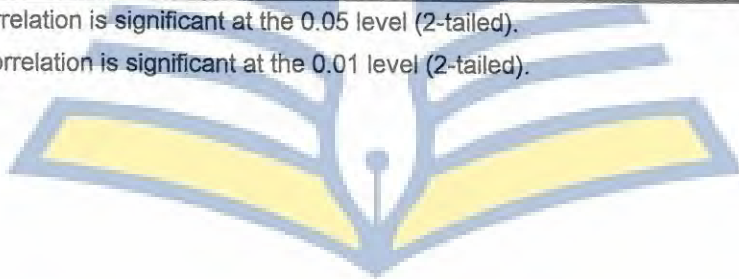 rrelation is significant at the 0.05 level (2-tailed).
orrelation is significant at the 0.01 level (2-tailed).